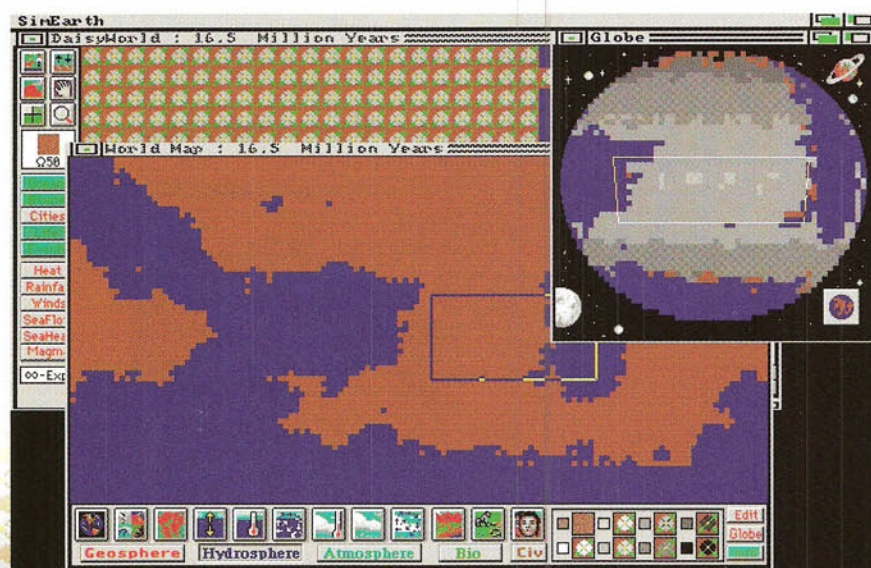 SimEarth
DaisyWorld : 16.5 Million Years
Globe
World Map : 16.5 Million Years
Ω50
Cities
Heat
Rainfa
Winds
SeaFlo
SeaHea
Magm
∞-Exp
Geosphere
Hydrosphere
Atmosphere
Bio
Civ
Edit
Globe